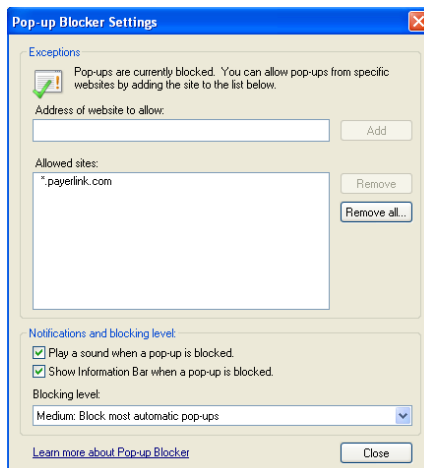 Pop-up Blocker Settings
Exceptions
Pop-ups are currently blocked. You can allow pop-ups from specific
websites by adding the site to the list below.
Address of website to allow:
Add
Allowed sites:
*.payerlink.com
Remove
Remove all...
Notifications and blocking level:
Play a sound when a pop-up is blocked.
Show Information Bar when a pop-up is blocked.
Blocking level:
Medium: Block most automatic pop-ups
Learn more about Pop-up Blocker
Close